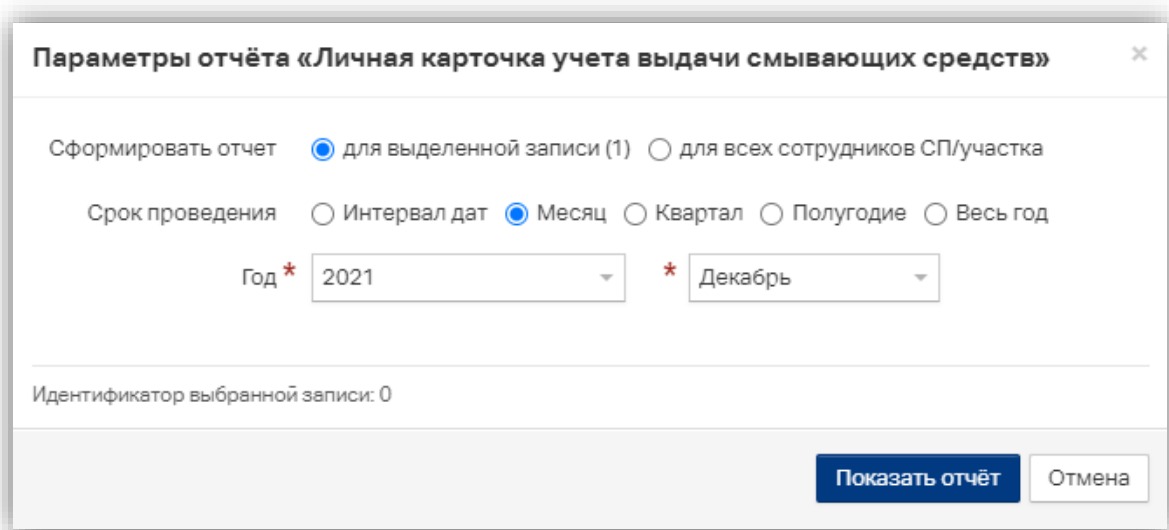 Параметры отчёта «Личная карточка учета выдачи смывающих средств» ×
Сформировать отчет для выделенной записи (1) для всех сотрудников СП/участка
Срок проведения Интервал дат Месяц Квартал Полугодие Весь год
Год * 2021 * Декабрь
Идентификатор выбранной записи: 0
Показать отчёт Отмена